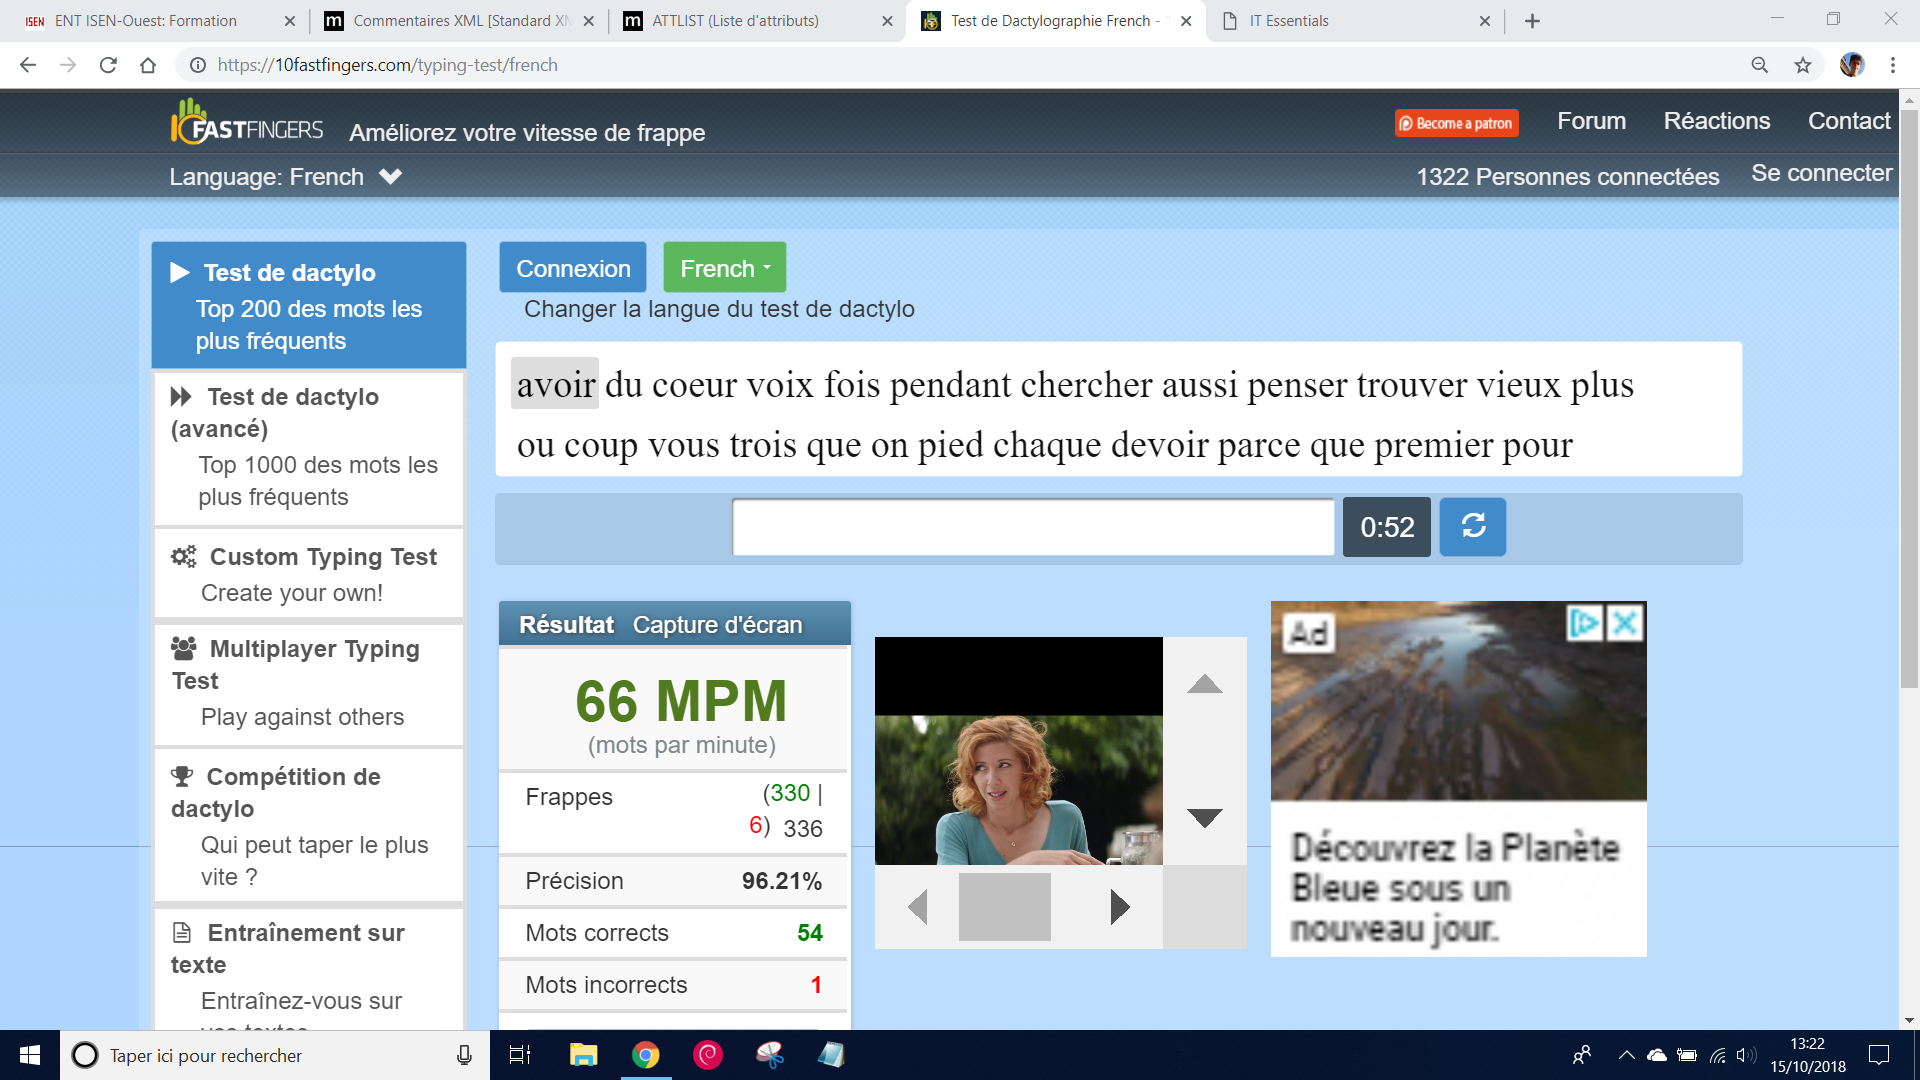 ISEN ENT ISEN-Ouest: Formation
m Commentaires XML [Standard XM
m ATTLIST (Liste d'attributs)
Test de Dactylographie French -
IT Essentials
https://10fastfingers.com/typing-test/french
10FASTFINGERS Améliorez votre vitesse de frappe
Become a patron Forum Réactions Contact
Language: French
1322 Personnes connectées Se connecter
Test de dactylo
Top 200 des mots les
plus fréquents
Test de dactylo
(avancé)
Top 1000 des mots les
plus fréquents
Custom Typing Test
Create your own!
Multiplayer Typing
Test
Play against others
Compétition de
dactylo
Qui peut taper le plus
vite ?
Entraînement sur
texte
Entraînez-vous sur
vos textes
Connexion French
Changer la langue du test de dactylo
avoir du coeur voix fois pendant chercher aussi penser trouver vieux plus
ou coup vous trois que on pied chaque devoir parce que premier pour
0:52
Résultat Capture d'écran
66 MPM
(mots par minute)
Frappes (330 |
6) 336
Précision 96.21%
Mots corrects 54
Mots incorrects 1
Ad
Découvrez la Planète
Bleue sous un
nouveau jour.
Taper ici pour rechercher
13:22
15/10/2018